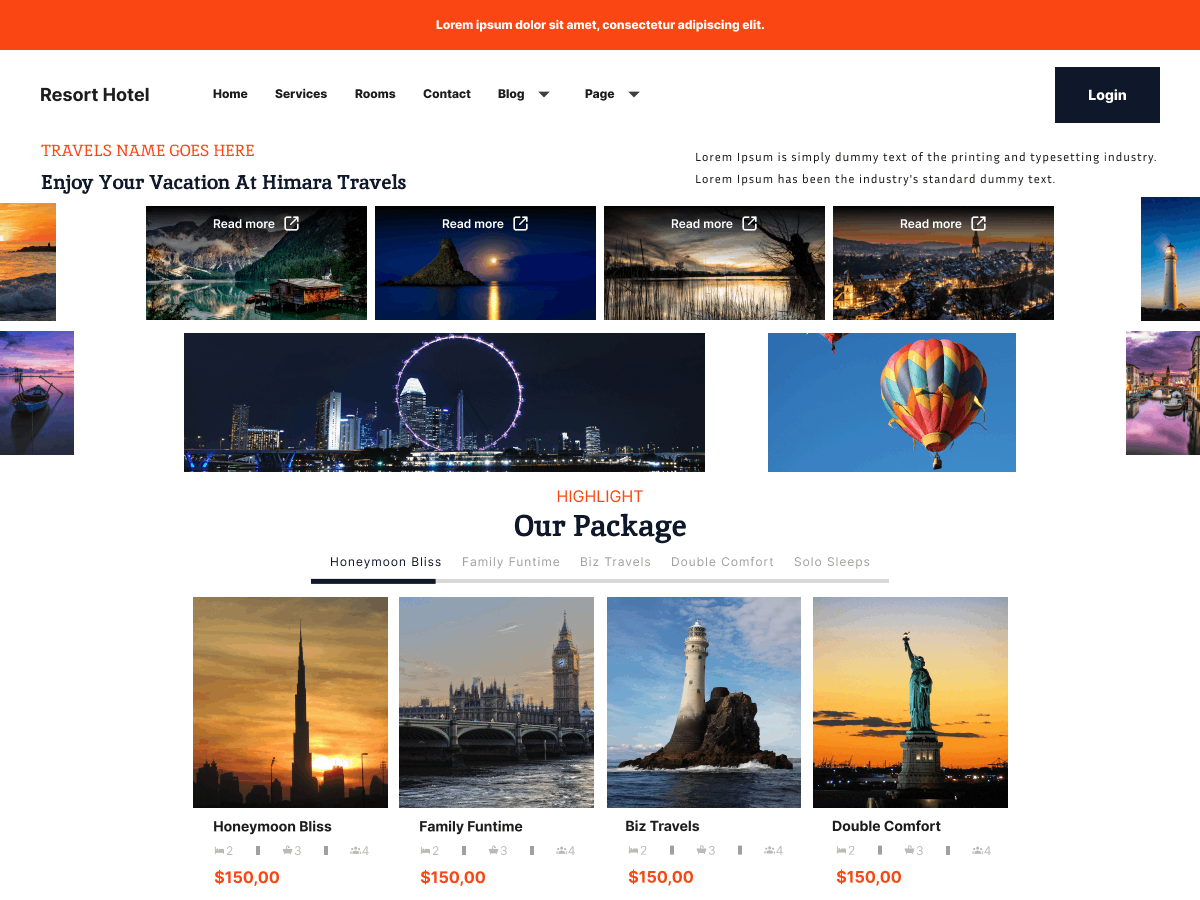 Lorem ipsum dolor sit amet, consectetur adipiscing elit.
Resort Hotel
Home
Services
Rooms
Contact
Blog
Page
Login
TRAVELS NAME GOES HERE
Enjoy Your Vacation At Himara Travels
Lorem Ipsum is simply dummy text of the printing and typesetting industry.
Lorem Ipsum has been the industry's standard dummy text.
Read more
Read more
Read more
Read more
HIGHLIGHT
Our Package
Honeymoon Bliss
Family Funtime
Biz Travels
Double Comfort
Solo Sleeps
Honeymoon Bliss
2 3 4
$150,00
Family Funtime
2 3 4
$150,00
Biz Travels
2 3 4
$150,00
Double Comfort
2 3 4
$150,00